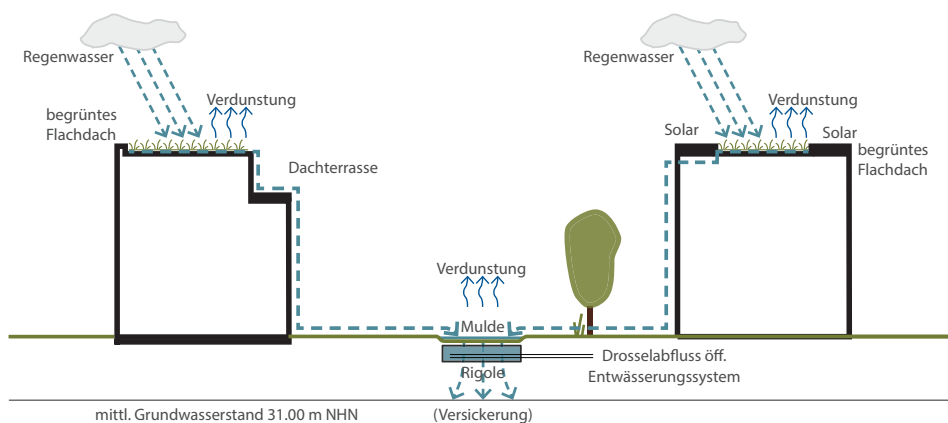 Regenwasser
Verdunstung
begrüntes
Flachdach
Dachterrasse
Regenwasser
Verdunstung
Solar
Solar
begrüntes
Flachdach
Verdunstung
Mulde
Rigole
Drosselabfluss öff.
Entwässerungssystem
mittl. Grundwasserstand 31.00 m NHN
(Versickerung)